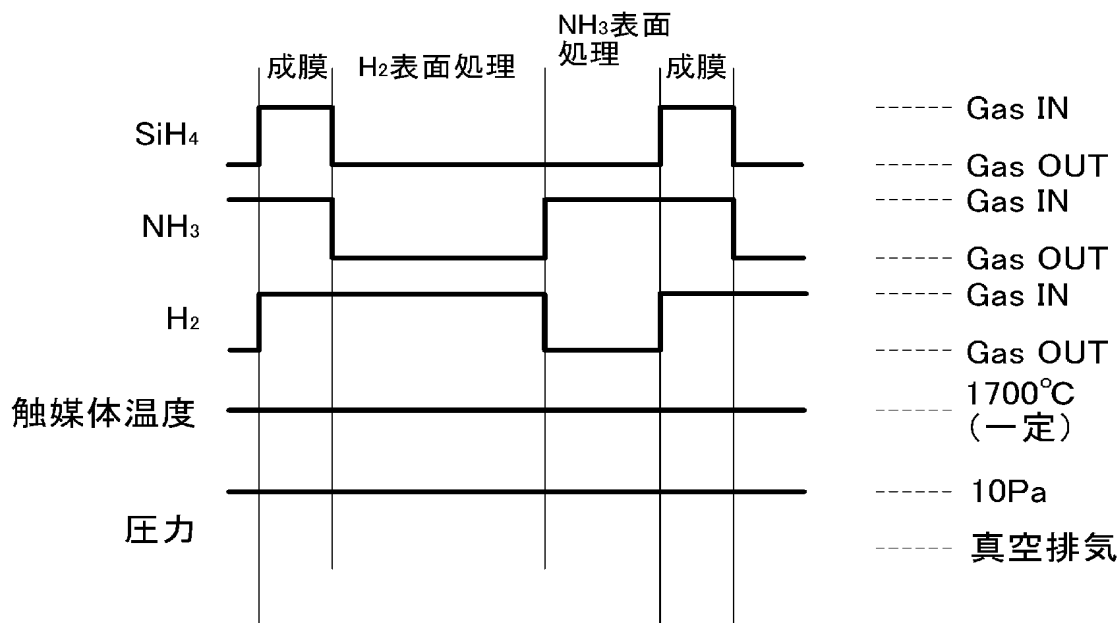 NH₃表面
処理
成膜
H₂表面処理
成膜
SiH₄
Gas IN
Gas OUT
NH₃
Gas IN
Gas OUT
H₂
Gas IN
Gas OUT
触媒体温度
1700℃
(一定)
圧力
10Pa
真空排気